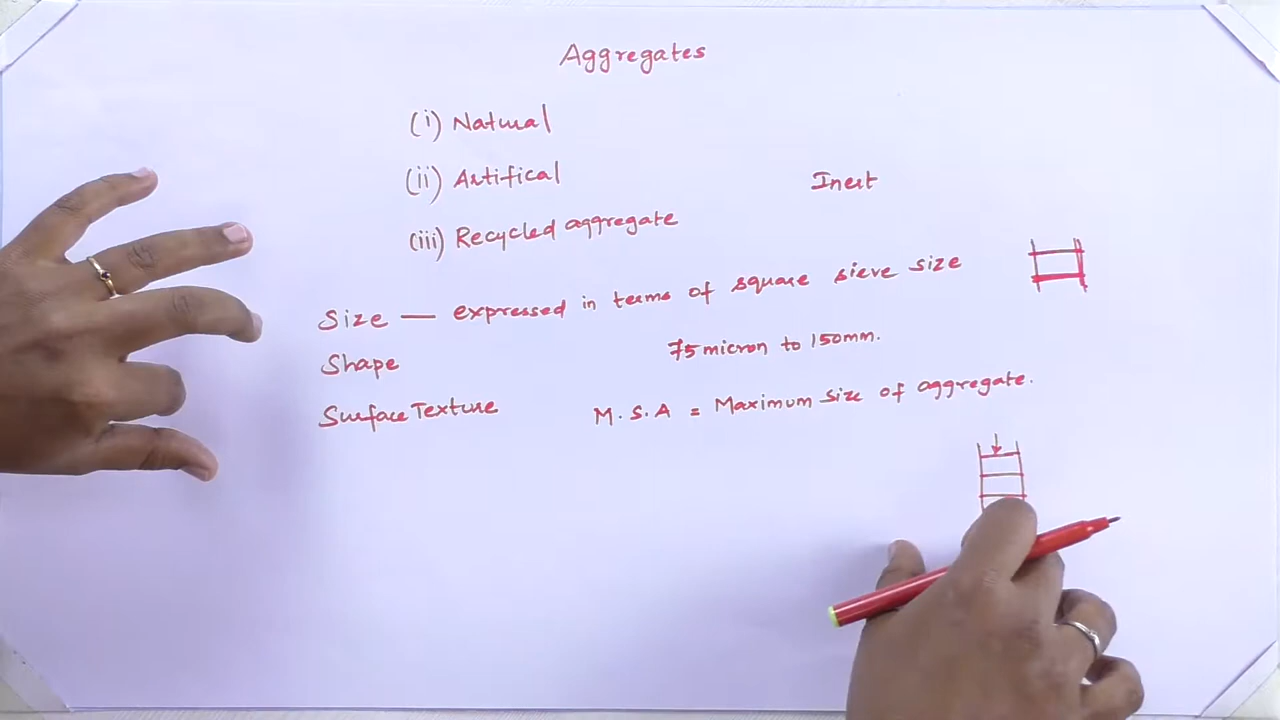 Aggregates
(i) Natural
(ii) Artifical
Inert
(iii) Recycled aggregate
Size — expressed in terms of square sieve size
Shape
75 micron to 150mm.
Surface Texture
M.S.A = Maximum size of aggregate.